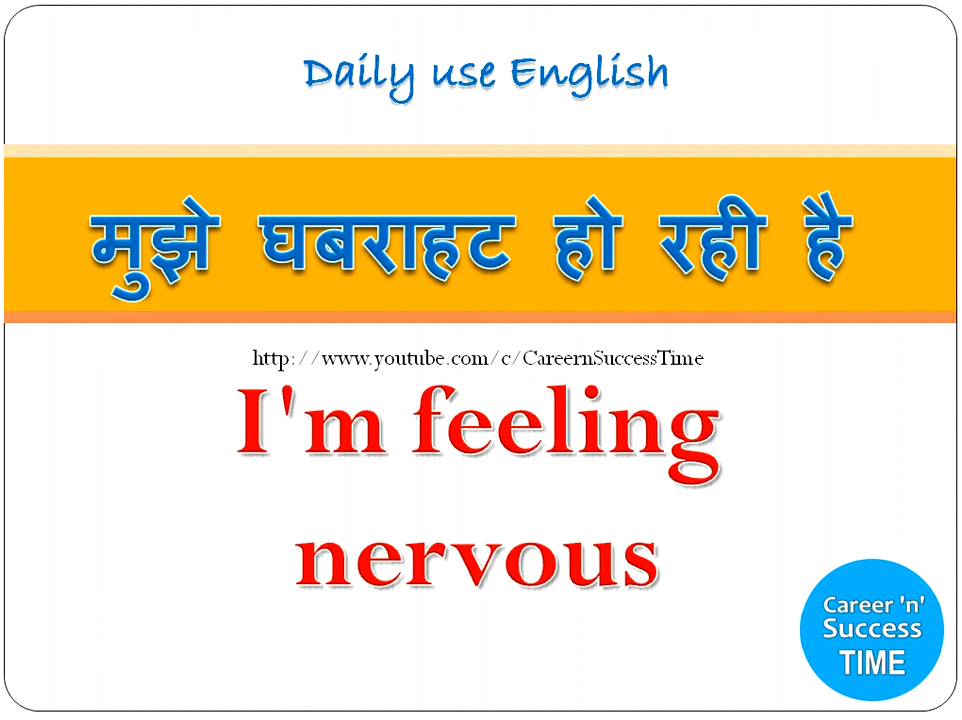 Daily use English
मुझे घबराहट हो रही है
http://www.youtube.com/c/CareernSuccessTime
I'm feeling
nervous
Career 'n'
Success
TIME